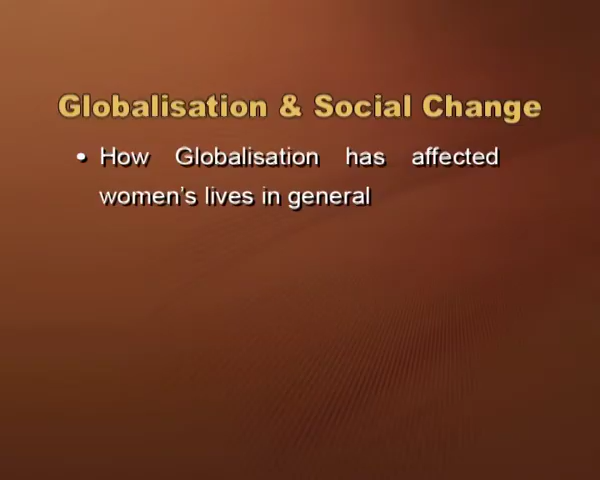 Globalisation & Social Change
• How Globalisation has affected
women's lives in general